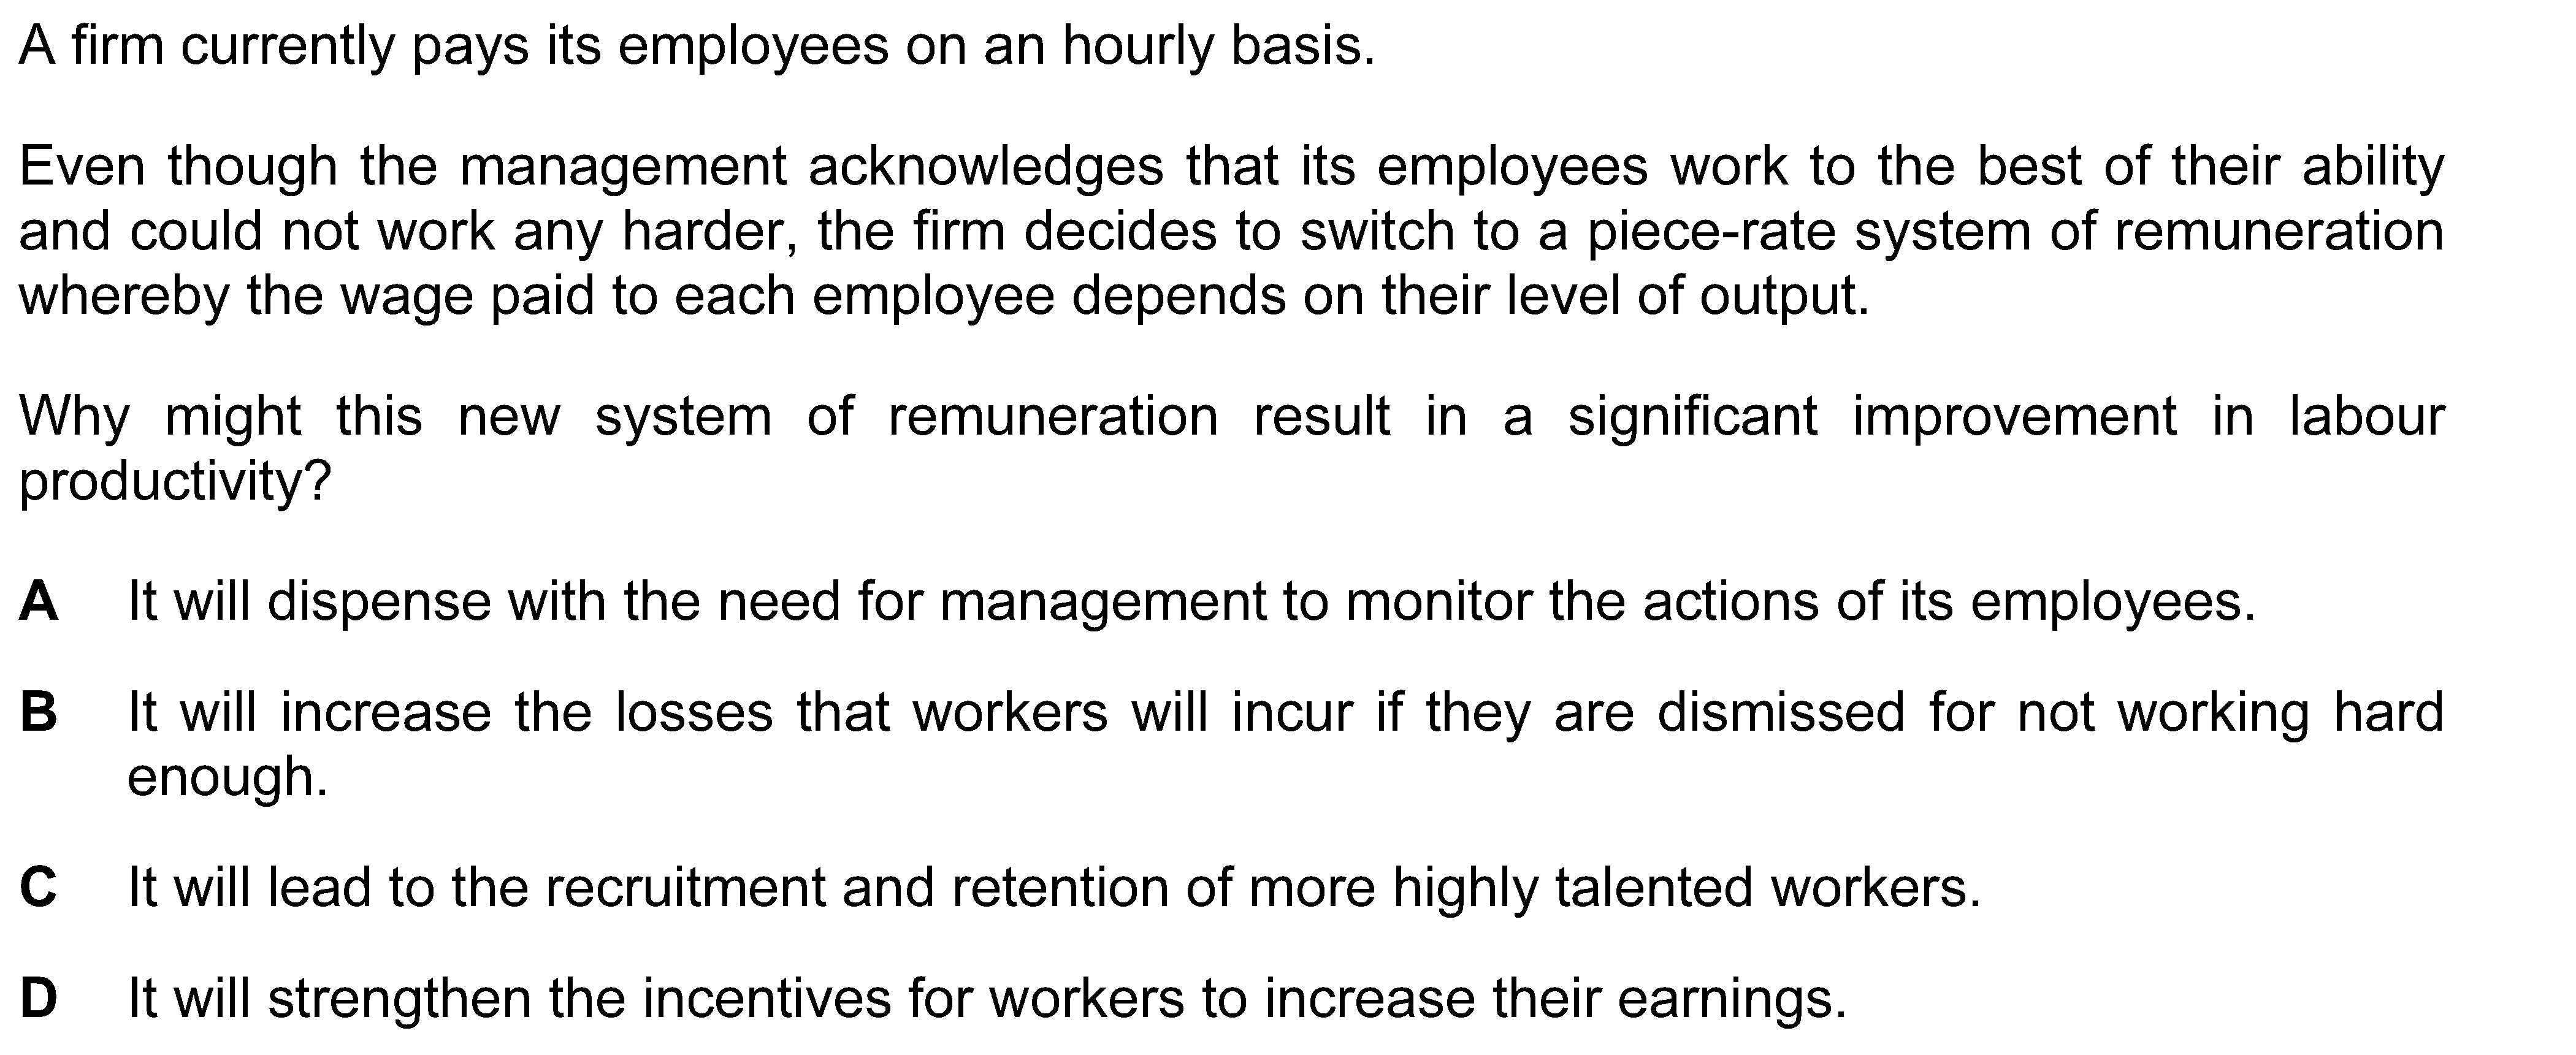 A firm currently pays its employees on an hourly basis.
Even though the management acknowledges that its employees work to the best of their ability
and could not work any harder, the firm decides to switch to a piece-rate system of remuneration
whereby the wage paid to each employee depends on their level of output.
Why might this new system of remuneration result in a significant improvement in labour
productivity?
A It will dispense with the need for management to monitor the actions of its employees.
B It will increase the losses that workers will incur if they are dismissed for not working hard
enough.
C It will lead to the recruitment and retention of more highly talented workers.
D It will strengthen the incentives for workers to increase their earnings.